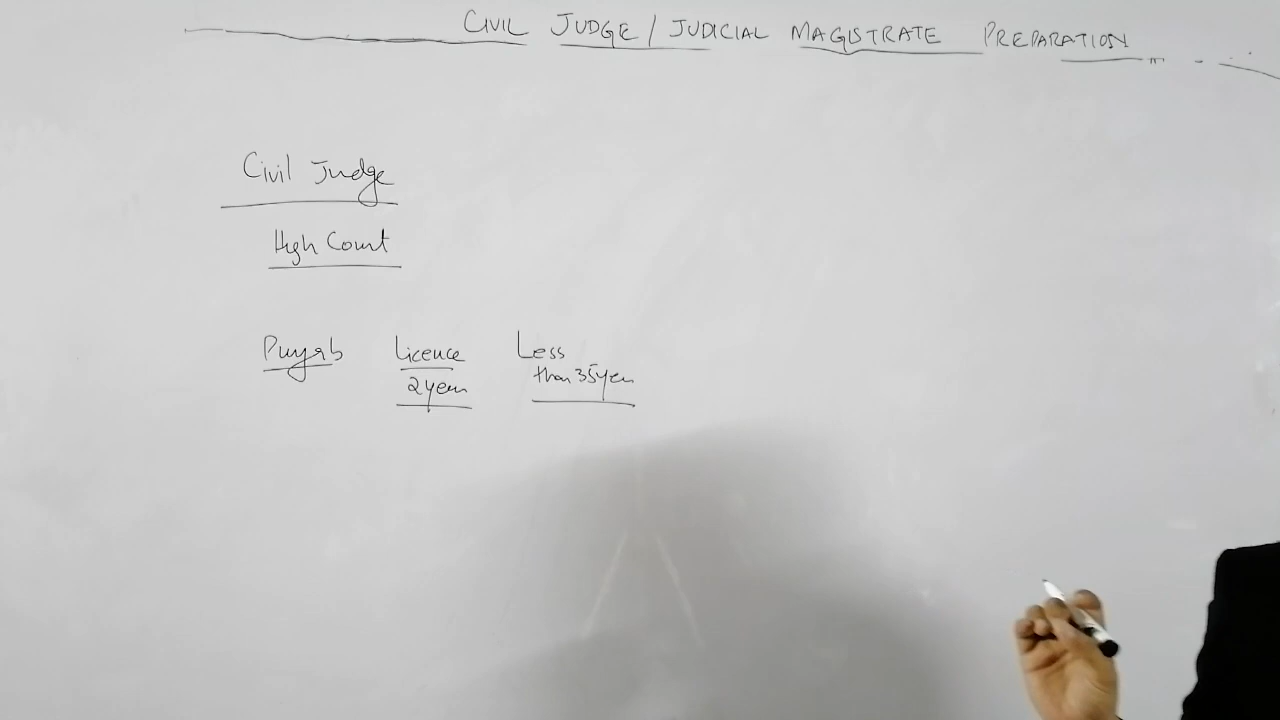 CIVIL JUDGE / JUDICIAL MAGISTRATE PREPARATION
Civil Judge
High Court
Punjab Licence Less
2 year than 35 year